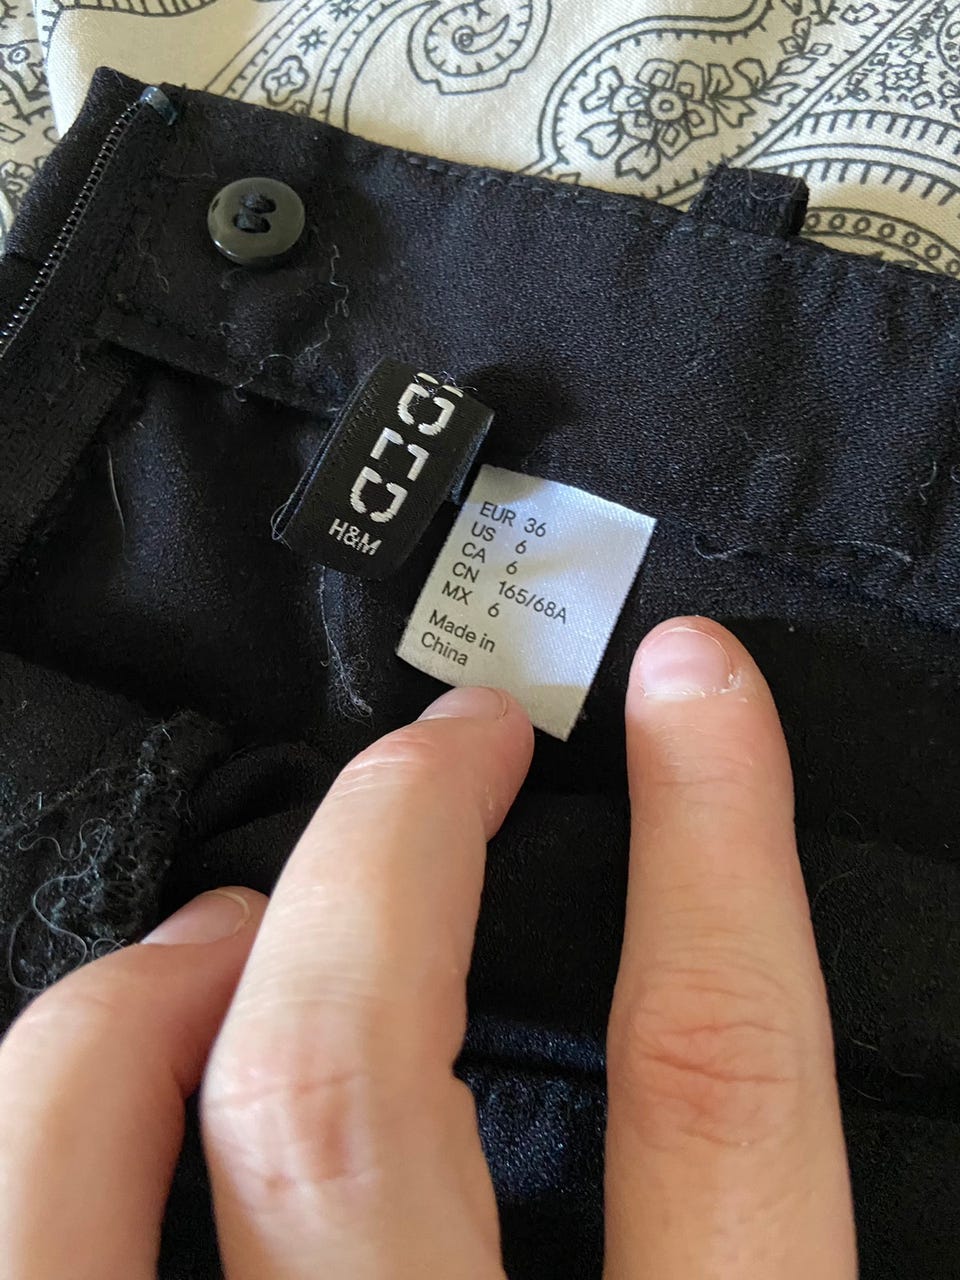 H&M
EUR 36
US 6
CA 6
CN 165/68A
MX 6
Made in
China